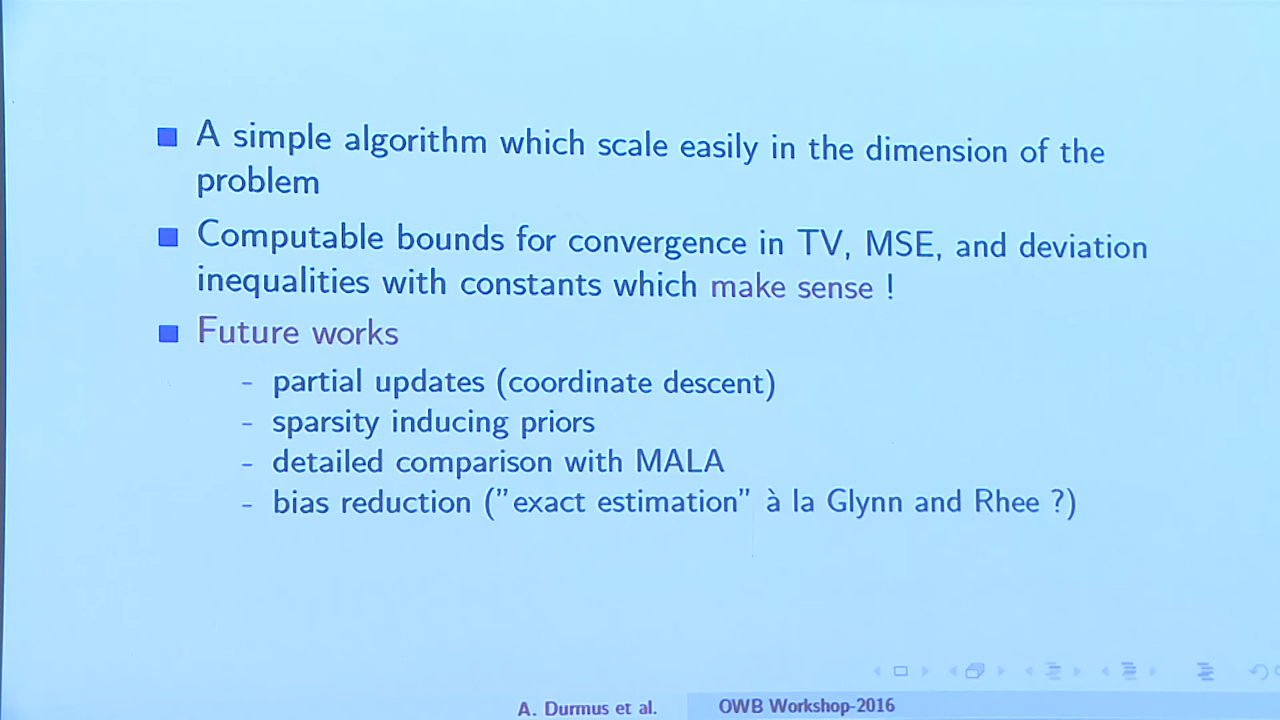 A simple algorithm which scale easily in the dimension of the
problem
Computable bounds for convergence in TV, MSE, and deviation
inequalities with constants which make sense !
Future works
- partial updates (coordinate descent)
- sparsity inducing priors
- detailed comparison with MALA
- bias reduction ("exact estimation" à la Glynn and Rhee ?)
A. Durmus et al.
OWB Workshop-2016